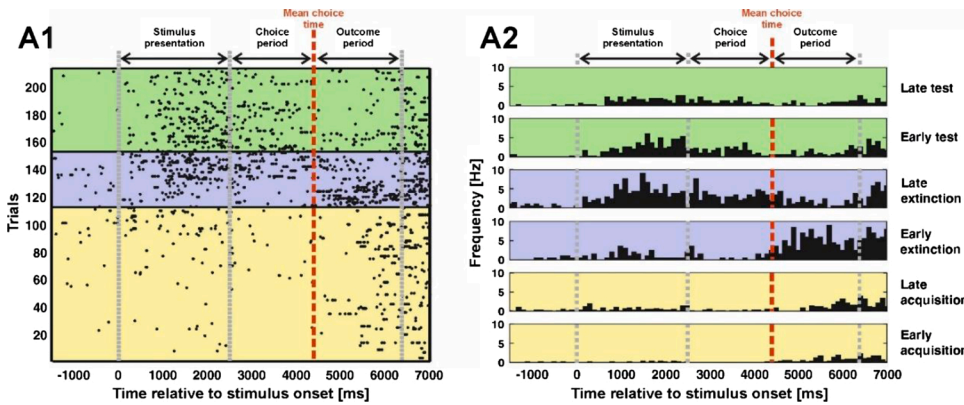 A1
Stimulus
presentation
Choice
period
Mean choice
time
Outcome
period
Trials
200
180
160
140
120
100
80
60
40
20
-1000 0 1000 2000 3000 4000 5000 6000 7000
Time relative to stimulus onset [ms]
A2
Stimulus
presentation
Choice
period
Mean choice
time
Outcome
period
Frequency [Hz]
10
5
0
Late test
10
5
0
Early test
10
5
0
Late
extinction
10
5
0
Early
extinction
10
5
0
Late
acquisition
10
5
0
Early
acquisition
-1000 0 1000 2000 3000 4000 5000 6000 7000
Time relative to stimulus onset [ms]